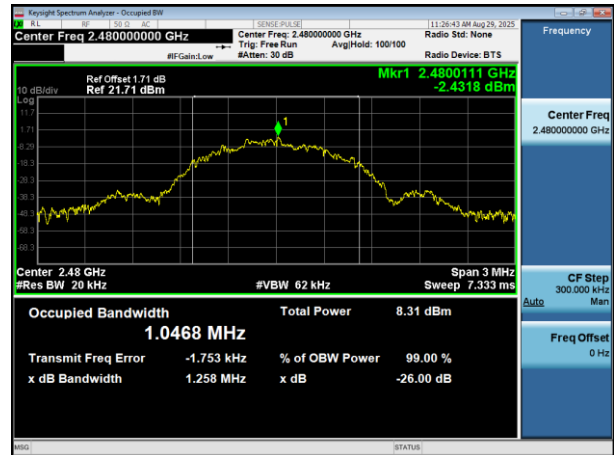 Keysight Spectrum Analyzer - Occupied BW
RL RF 50 Ω AC SENSE:PULSE 11:26:43 AM Aug 29, 2025
Center Freq 2.480000000 GHz Center Freq: 2.480000000 GHz Radio Std: None Frequency
Trig: Free Run Avg|Hold: 100/100
#IFGain:Low #Atten: 30 dB Radio Device: BTS
Ref Offset 1.71 dB Mkr1 2.4800111 GHz
10 dB/div Ref 21.71 dBm -2.4318 dBm
Log
11.7
1
1.71
-8.29
-18.3
-28.3
-38.3
-48.3
-58.3
-68.3
Center Freq
2.480000000 GHz
Center 2.48 GHz Span 3 MHz
#Res BW 20 kHz #VBW 62 kHz Sweep 7.333 ms
CF Step
300.000 kHz
Auto Man
Occupied Bandwidth Total Power 8.31 dBm
1.0468 MHz
Freq Offset
0 Hz
Transmit Freq Error -1.753 kHz % of OBW Power 99.00 %
x dB Bandwidth 1.258 MHz x dB -26.00 dB
MSG STATUS